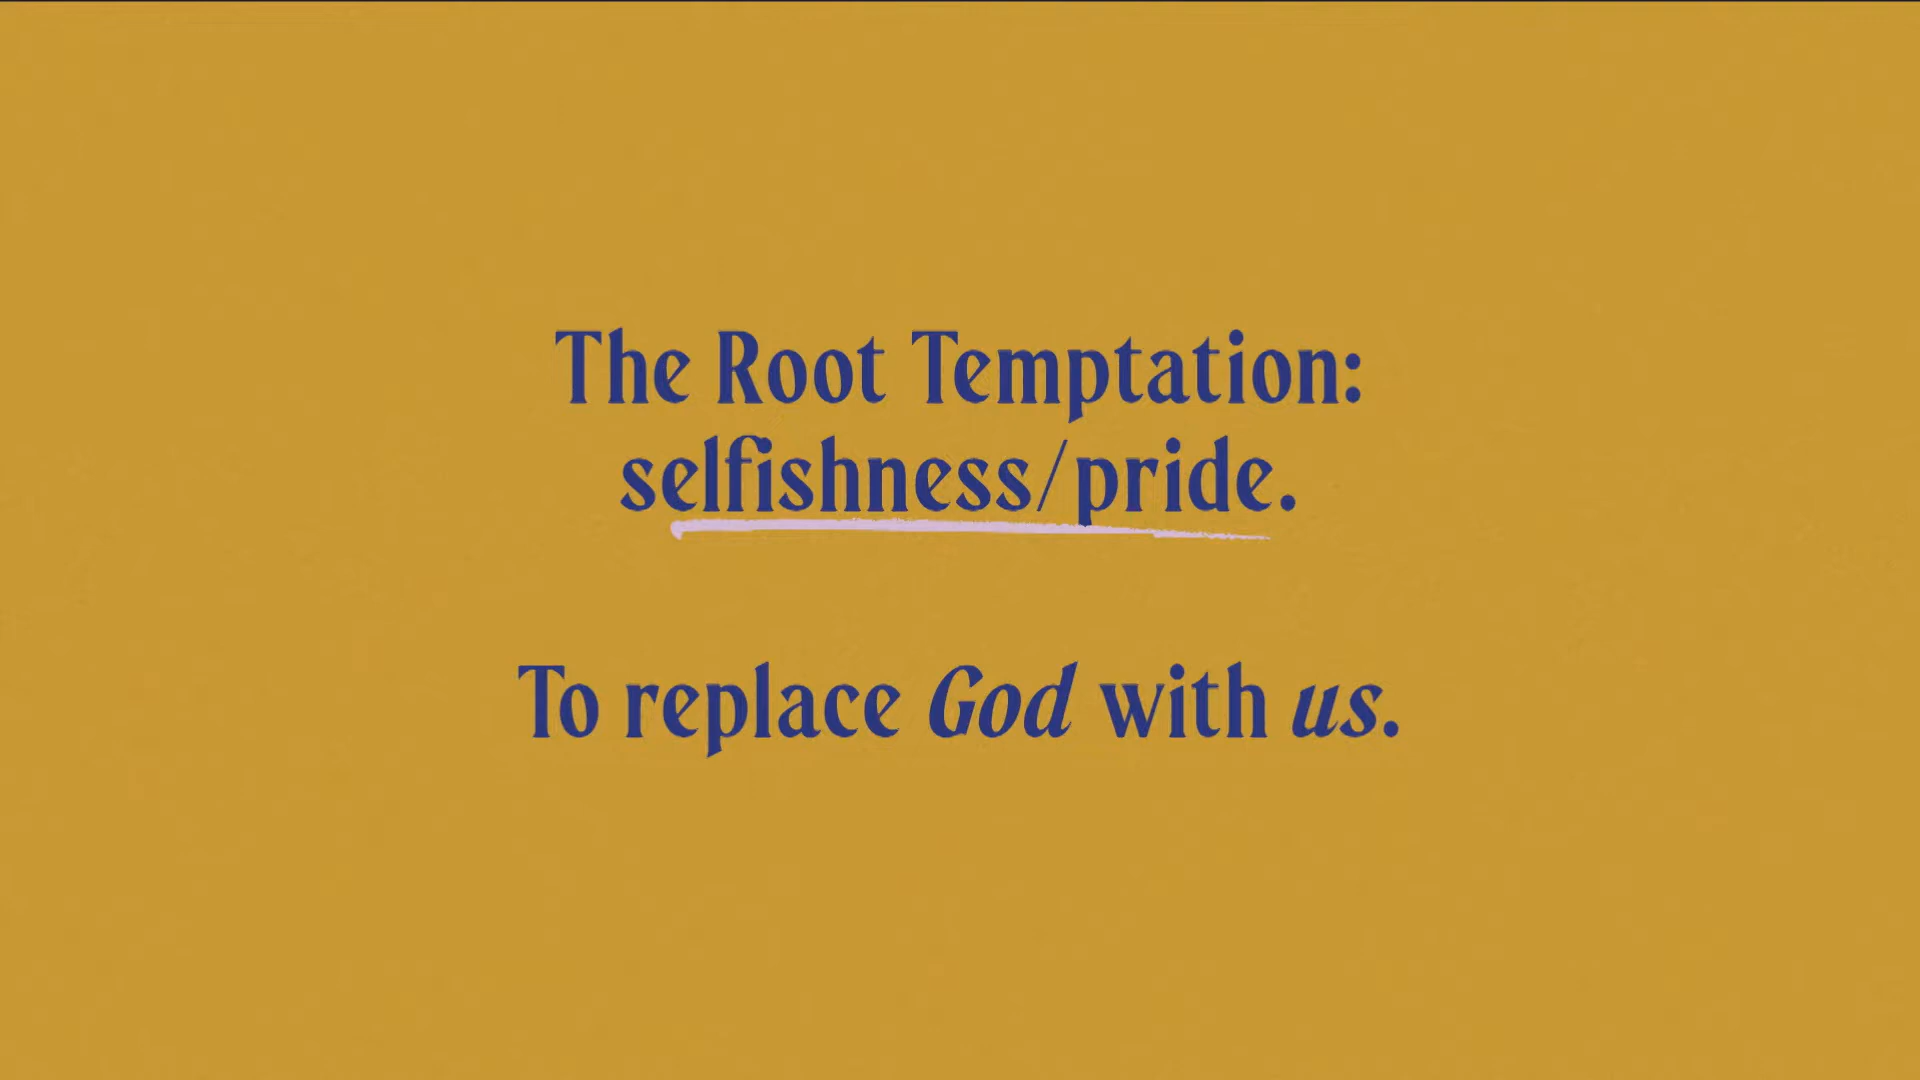 The Root Temptation:
selfishness/pride.
To replace God with us.